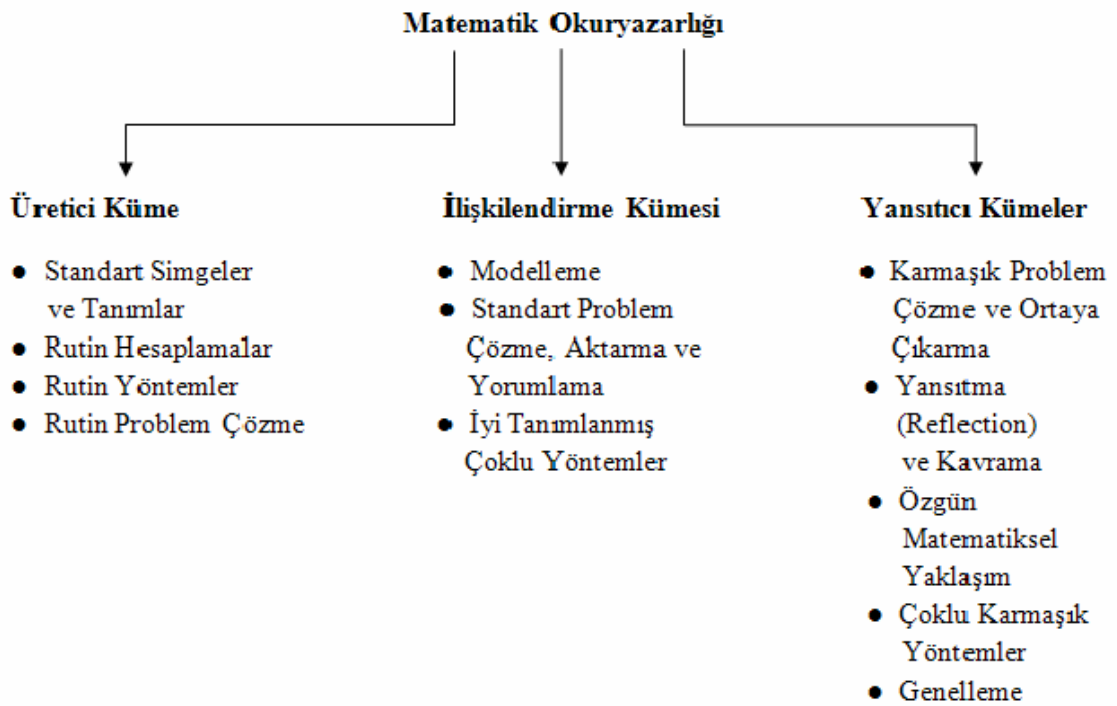 Matematik Okuryazarlığı
Üretici Küme
● Standart Simgeler
ve Tanımlar
● Rutin Hesaplamalar
● Rutin Yöntemler
● Rutin Problem Çözme
İlişkilendirme Kümesi
● Modelleme
● Standart Problem
Çözme, Aktarma ve
Yorumlama
● İyi Tanımlanmış
Çoklu Yöntemler
Yansıtıcı Kümeler
● Karmaşık Problem
Çözme ve Ortaya
Çıkarma
● Yansıtma
(Reflection)
ve Kavrama
● Özgün
Matematiksel
Yaklaşım
● Çoklu Karmaşık
Yöntemler
● Genelleme